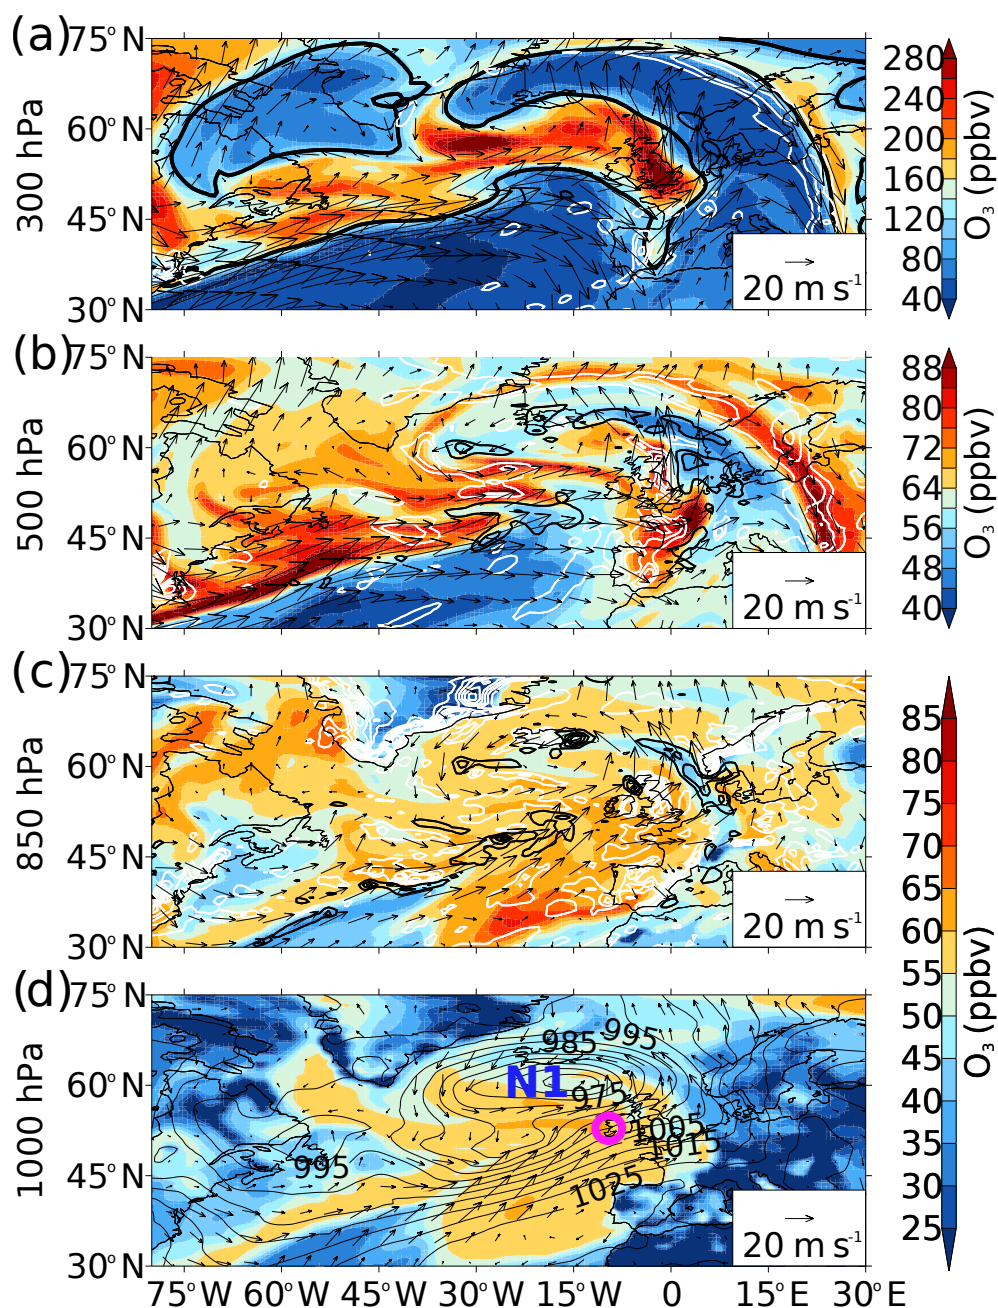 (a)
75° N
60° N
45° N
30° N
300 hPa
20 m s-1
280
240
200
160
120
80
40
O3 (ppbv)
(b)
75° N
60° N
45° N
30° N
500 hPa
20 m s-1
88
80
72
64
56
48
40
O3 (ppbv)
(c)
75° N
60° N
45° N
30° N
850 hPa
20 m s-1
(d)
75° N
60° N
45° N
30° N
1000 hPa
985
995
N1
975
1005
1015
995
1025
20 m s-1
85
80
75
70
65
60
55
50
45
40
35
30
25
O3 (ppbv)
75° W 60° W 45° W 30° W 15° W 0 15° E 30° E